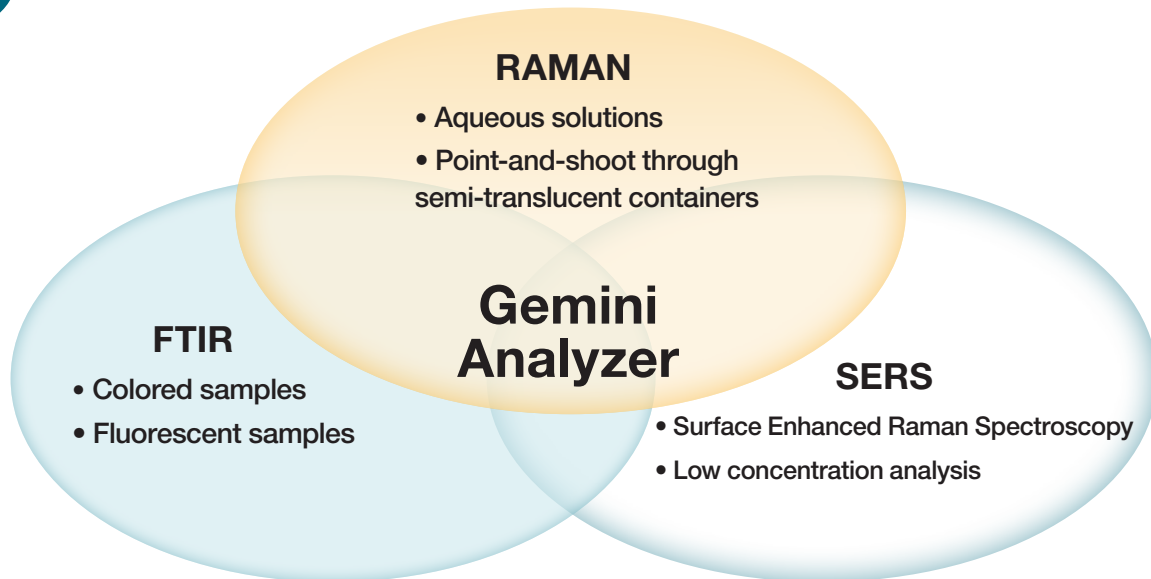 RAMAN
• Aqueous solutions
• Point-and-shoot through
semi-translucent containers
Gemini
Analyzer
FTIR
• Colored samples
• Fluorescent samples
SERS
• Surface Enhanced Raman Spectroscopy
• Low concentration analysis